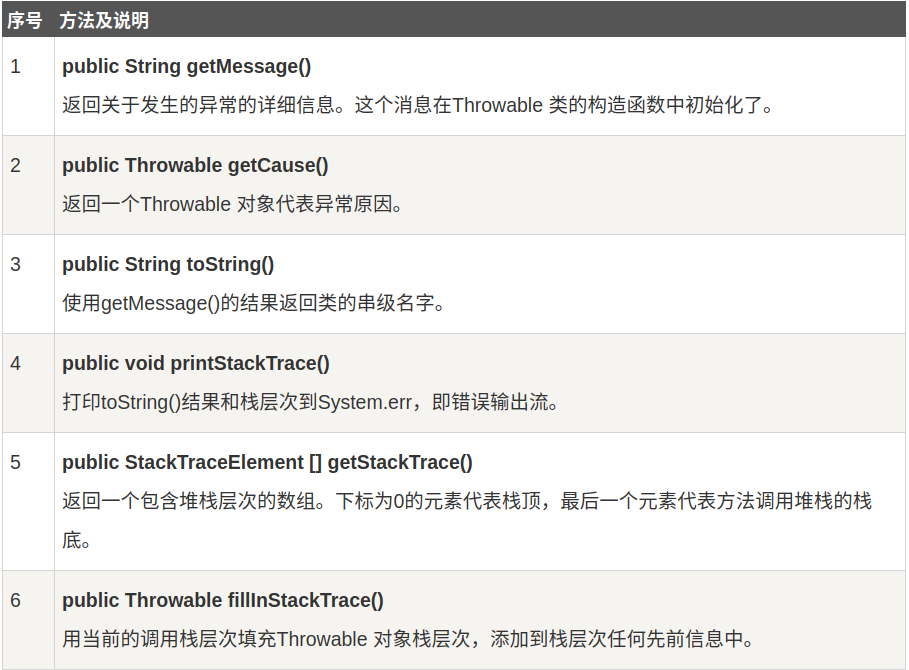 序号 方法及说明
1 public String getMessage()
返回关于发生的异常的详细信息。这个消息在Throwable 类的构造函数中初始化了。
2 public Throwable getCause()
返回一个Throwable 对象代表异常原因。
3 public String toString()
使用getMessage()的结果返回类的串级名字。
4 public void printStackTrace()
打印toString()结果和栈层次到System.err，即错误输出流。
5 public StackTraceElement [] getStackTrace()
返回一个包含堆栈层次的数组。下标为0的元素代表栈顶，最后一个元素代表方法调用堆栈的栈
底。
6 public Throwable fillInStackTrace()
用当前的调用栈层次填充Throwable 对象栈层次，添加到栈层次任何先前信息中。